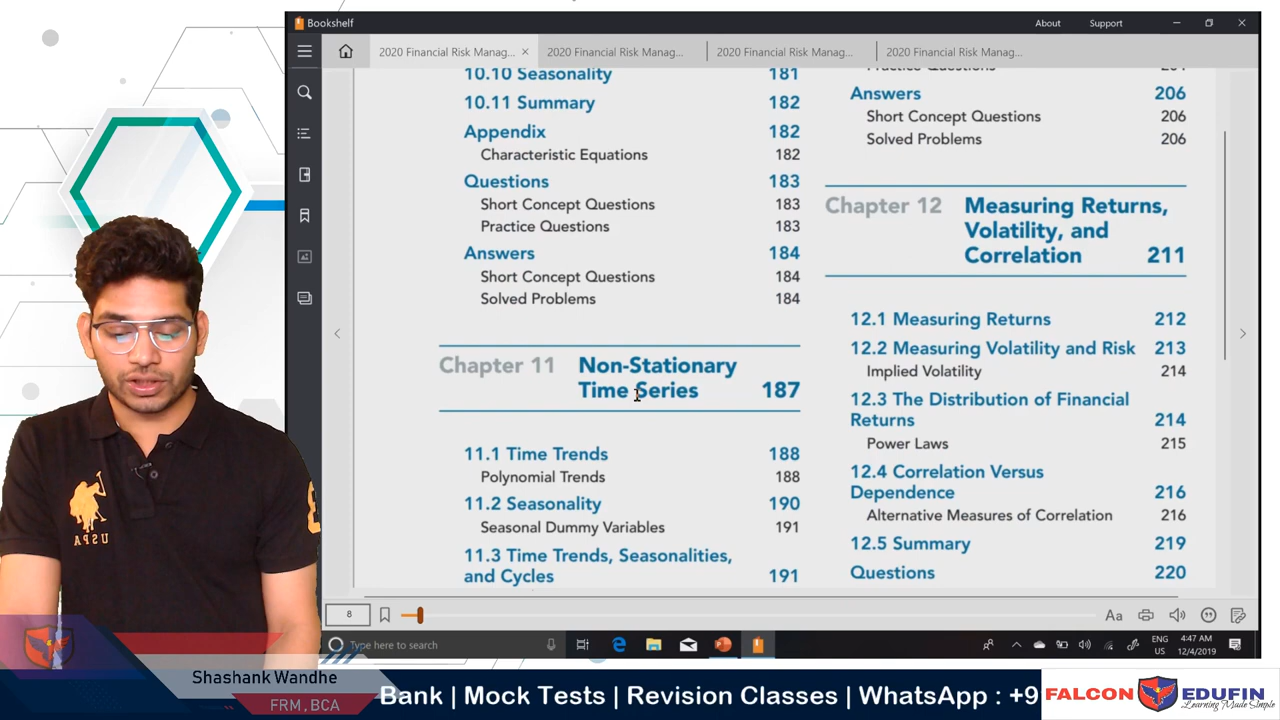 Bookshelf
About
Support
2020 Financial Risk Manag...
2020 Financial Risk Manag...
2020 Financial Risk Manag...
2020 Financial Risk Manag...
10.10 Seasonality 181
10.11 Summary 182
Appendix 182
Characteristic Equations 182
Questions 183
Short Concept Questions 183
Practice Questions 183
Answers 184
Short Concept Questions 184
Solved Problems 184
Chapter 11 Non-Stationary
Time Series 187
11.1 Time Trends 188
Polynomial Trends 188
11.2 Seasonality 190
Seasonal Dummy Variables 191
11.3 Time Trends, Seasonalities,
and Cycles 191
Practice Questions
Answers 206
Short Concept Questions 206
Solved Problems 206
Chapter 12 Measuring Returns,
Volatility, and
Correlation 211
12.1 Measuring Returns 212
12.2 Measuring Volatility and Risk 213
Implied Volatility 214
12.3 The Distribution of Financial
Returns 214
Power Laws 215
12.4 Correlation Versus
Dependence 216
Alternative Measures of Correlation 216
12.5 Summary 219
Questions 220
8
Aa
Type here to search
ENG
US
4:47 AM
12/4/2019
USPA
3
Shashank Wandhe
FRM, BCA
Bank | Mock Tests | Revision Classes | WhatsApp : +9
FALCON EDUFIN
Learning Made Simple